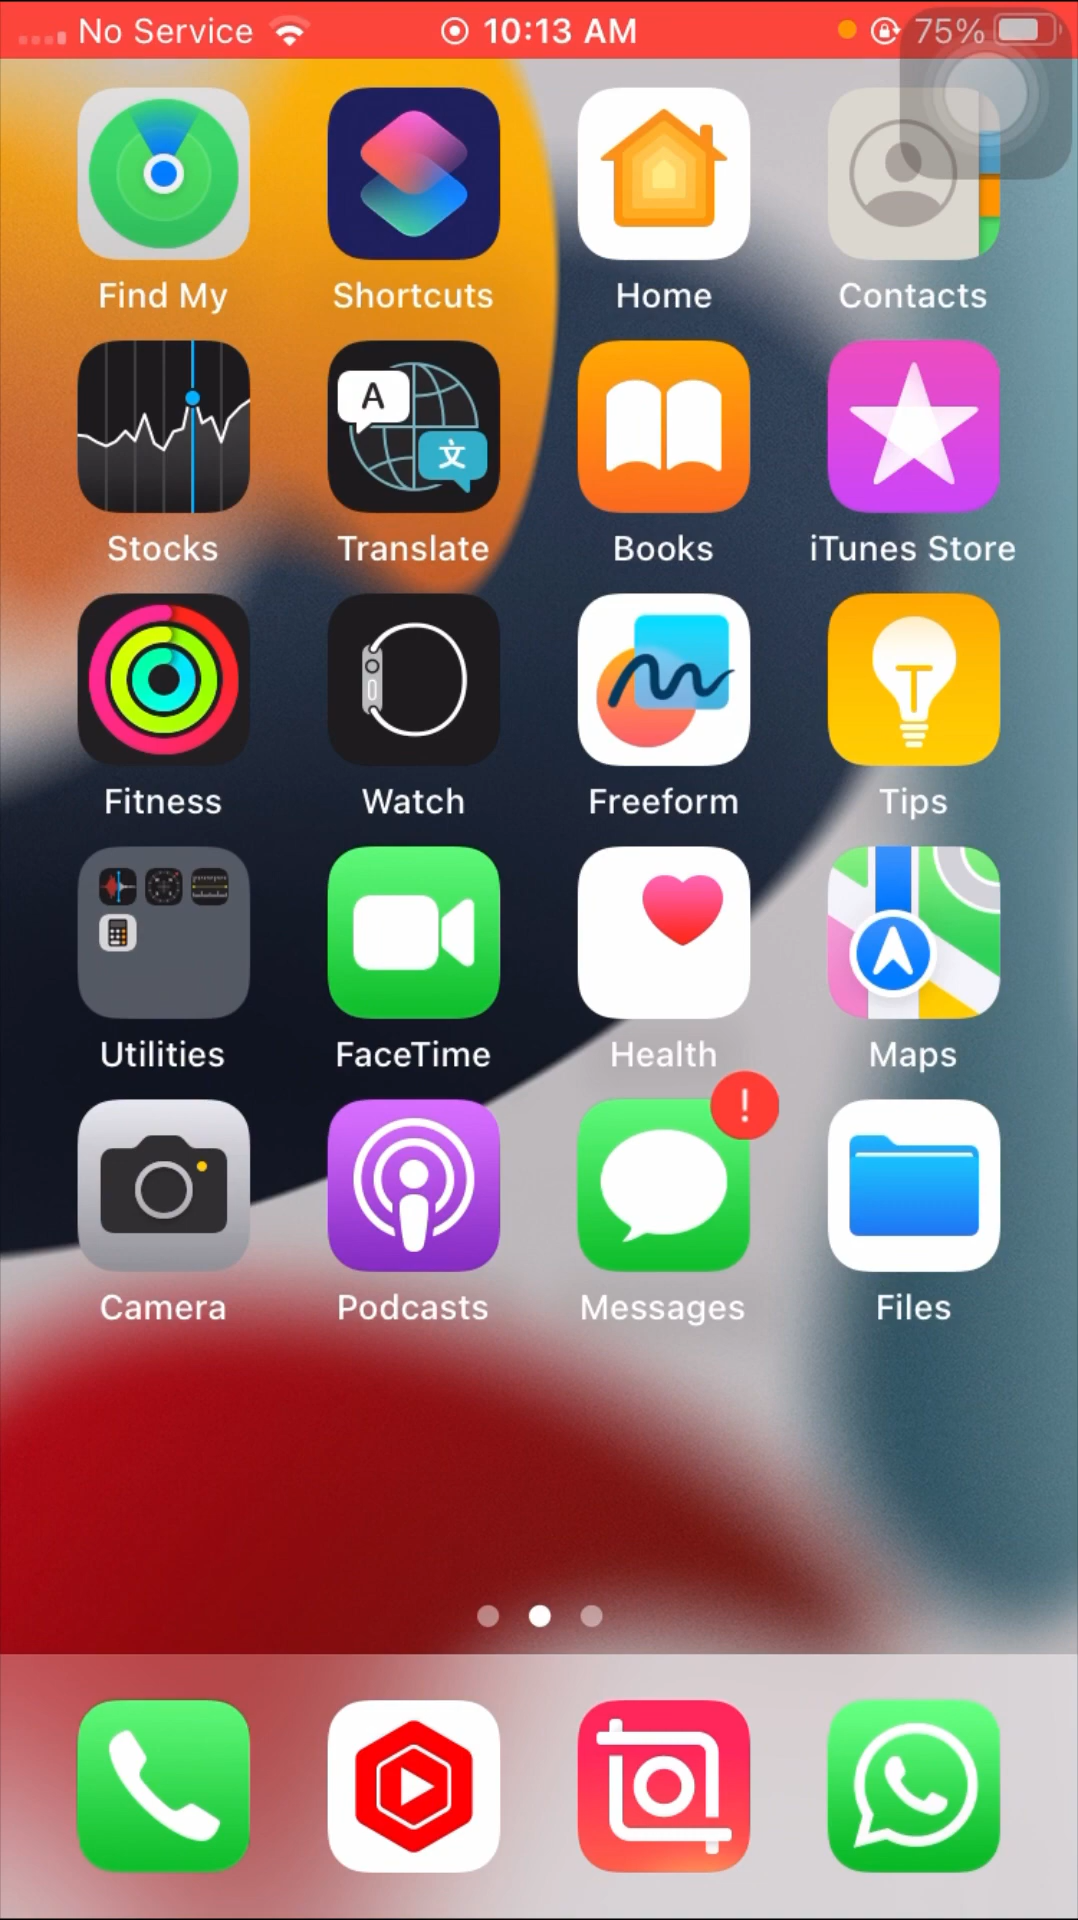 No Service 10:13 AM 75%
Find My Shortcuts Home Contacts
A 文
Stocks Translate Books iTunes Store
Fitness Watch Freeform Tips
Utilities FaceTime Health Maps
!
Camera Podcasts Messages Files